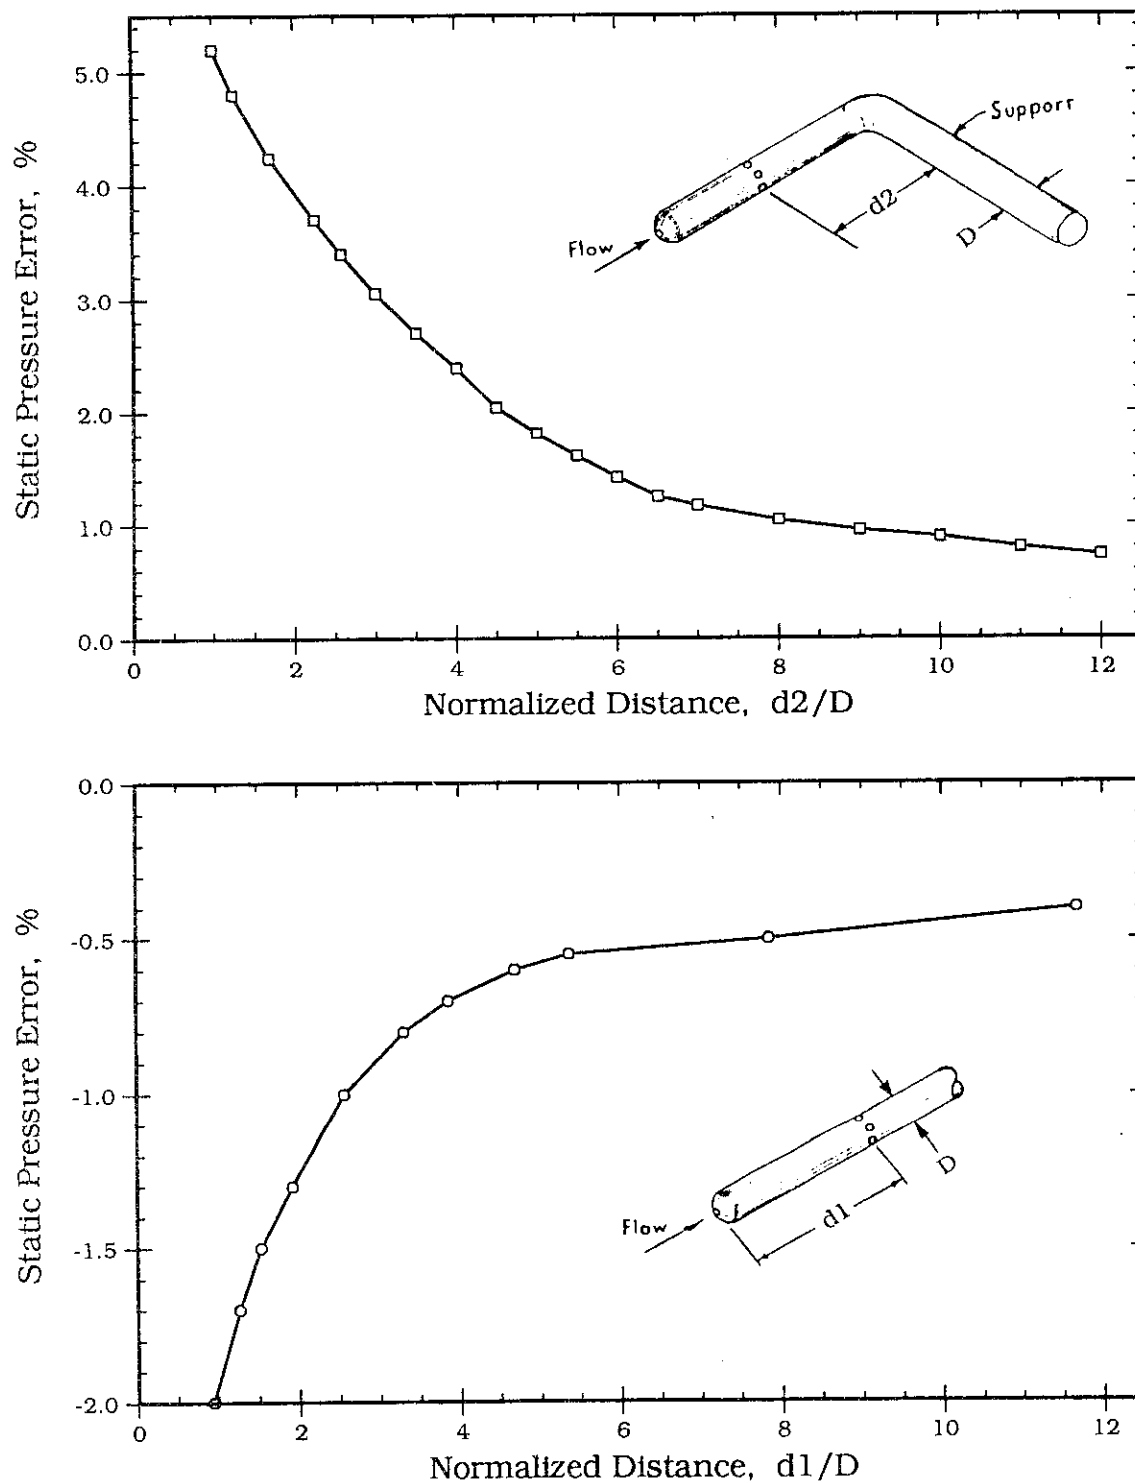 Static Pressure Error, %
5.0
4.0
3.0
2.0
1.0
0.0
Support
d2
D
Flow
0 2 4 6 8 10 12
Normalized Distance, d2/D
Static Pressure Error, %
0.0
-0.5
-1.0
-1.5
-2.0
D
d1
Flow
0 2 4 6 8 10 12
Normalized Distance, d1/D